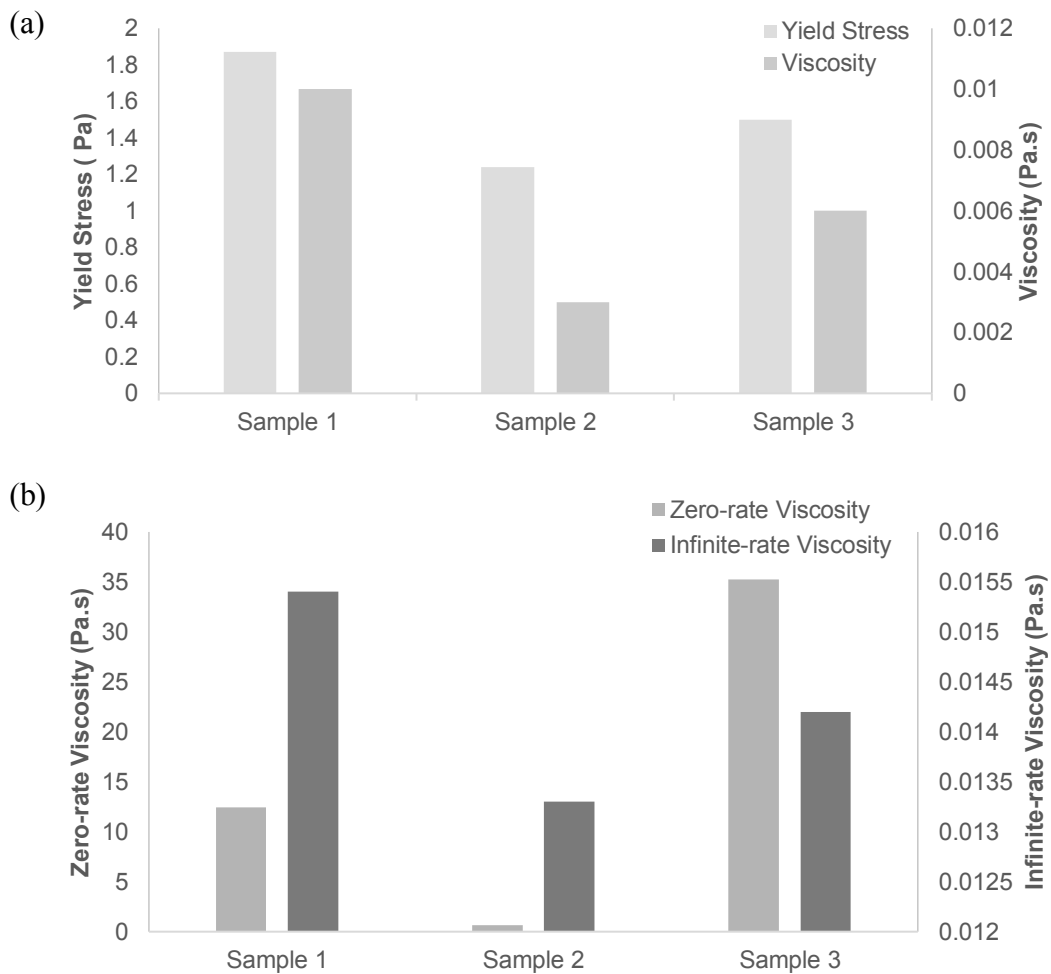 (a)
Yield Stress
Viscosity
Yield Stress ( Pa)
2
1.8
1.6
1.4
1.2
1
0.8
0.6
0.4
0.2
0
0.012
0.01
0.008
0.006
0.004
0.002
0
Viscosity (Pa.s)
Sample 1
Sample 2
Sample 3
(b)
Zero-rate Viscosity
Infinite-rate Viscosity
Zero-rate Viscosity (Pa.s)
40
35
30
25
20
15
10
5
0
0.016
0.0155
0.015
0.0145
0.014
0.0135
0.013
0.0125
0.012
Infinite-rate Viscosity (Pa.s)
Sample 1
Sample 2
Sample 3